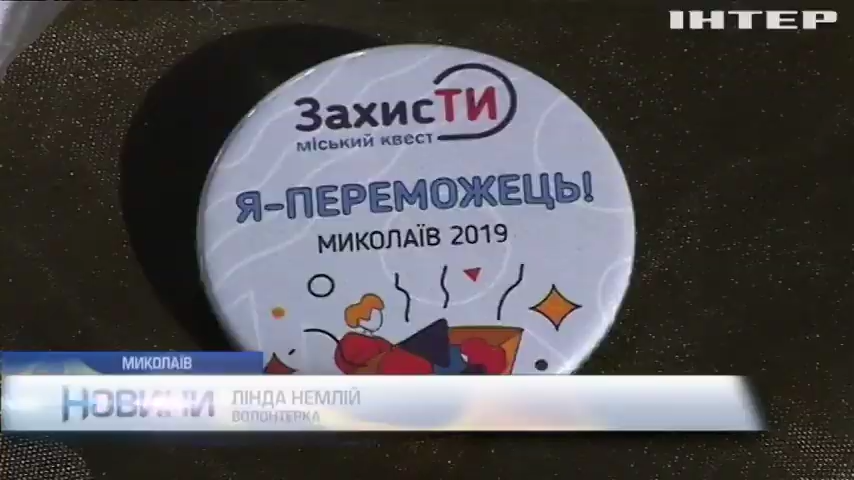 ІНТЕР
ЗахисТИ
міський квест
Я-ПЕРЕМОЖЕЦЬ!
МИКОЛАЇВ 2019
МИКОЛАЇВ
НОВИНИ
ЛІНДА НЕМЛІЙ
ВОЛОНТЕРКА